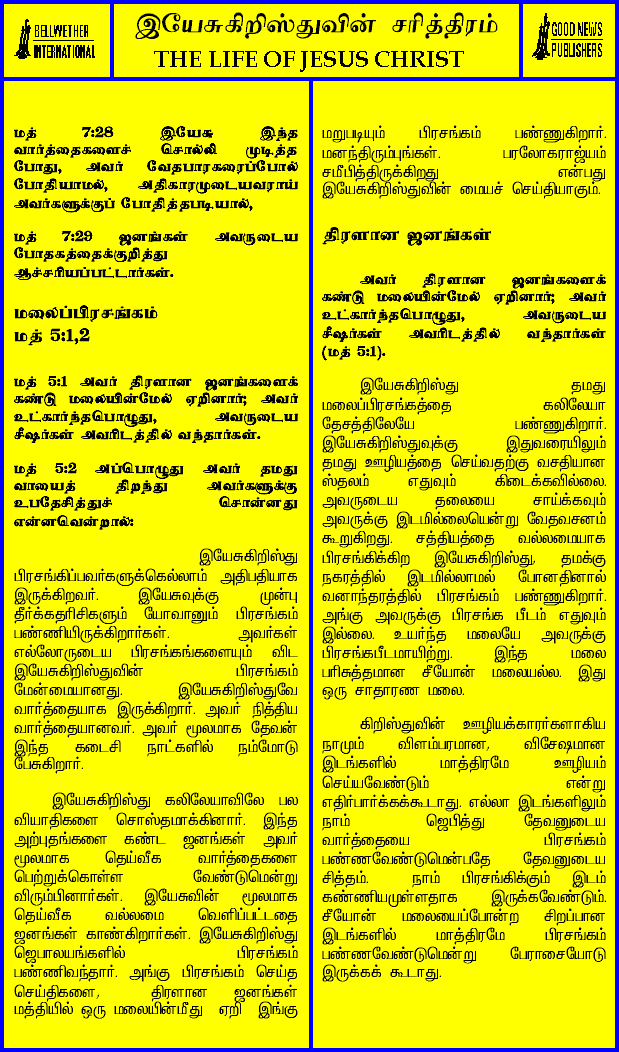 BELLWETHER
INTERNATIONAL
இயேசுகிறிஸ்துவின் சரித்திரம்
THE LIFE OF JESUS CHRIST
GOOD NEWS
PUBLISHERS
மத் 7:28 இயேசு இந்த
வார்த்தைகளைச் சொல்லி முடித்த
போது, அவர் வேதபாரகரைப்போல்
போதியாமல், அதிகாரமுடையவராய்
அவர்களுக்குப் போதித்தபடியால்,
மத் 7:29 ஜனங்கள் அவருடைய
போதகத்தைக்குறித்து
ஆச்சரியப்பட்டார்கள்.
மலைப்பிரசங்கம்
மத் 5:1,2
மத் 5:1 அவர் திரளான ஜனங்களைக்
கண்டு மலையின்மேல் ஏறினார்; அவர்
உட்கார்ந்தபொழுது, அவருடைய
சீஷர்கள் அவரிடத்தில் வந்தார்கள்.
மத் 5:2 அப்பொழுது அவர் தமது
வாயைத் திறந்து அவர்களுக்கு
உபதேசித்துச் சொன்னது
என்னவென்றால்:
இயேசுகிறிஸ்து
பிரசங்கிப்பவர்களுக்கெல்லாம் அதிபதியாக
இருக்கிறவர். இயேசுவுக்கு முன்பு
தீர்க்கதரிசிகளும் யோவானும் பிரசங்கம்
பண்ணியிருக்கிறார்கள். அவர்கள்
எல்லோருடைய பிரசங்கங்களையும் விட
இயேசுகிறிஸ்துவின் பிரசங்கம்
மேன்மையானது. இயேசுகிறிஸ்துவே
வார்த்தையாக இருக்கிறார். அவர் நித்திய
வார்த்தையானவர். அவர் மூலமாக தேவன்
இந்த கடைசி நாட்களில் நம்மோடு
பேசுகிறார்.
இயேசுகிறிஸ்து கலிலேயாவிலே பல
வியாதிகளை சொஸ்தமாக்கினார். இந்த
அற்புதங்களை கண்ட ஜனங்கள் அவர்
மூலமாக தெய்வீக வார்த்தைகளை
பெற்றுக்கொள்ள வேண்டுமென்று
விரும்பினார்கள். இயேசுவின் மூலமாக
தெய்வீக வல்லமை வெளிப்பட்டதை
ஜனங்கள் காண்கிறார்கள். இயேசுகிறிஸ்து
ஜெபாலயங்களில் பிரசங்கம்
பண்ணிவந்தார். அங்கு பிரசங்கம் செய்த
செய்திகளை, திரளான ஜனங்கள்
மத்தியில் ஒரு மலையின்மீது ஏறி இங்கு
மறுபடியும் பிரசங்கம் பண்ணுகிறார்.
மனந்திரும்புங்கள். பரலோகராஜ்யம்
சமீபித்திருக்கிறது என்பது
இயேசுகிறிஸ்துவின் மையச் செய்தியாகும்.
திரளான ஜனங்கள்
அவர் திரளான ஜனங்களைக்
கண்டு மலையின்மேல் ஏறினார்; அவர்
உட்கார்ந்தபொழுது, அவருடைய
சீஷர்கள் அவரிடத்தில் வந்தார்கள்
(மத் 5:1).
இயேசுகிறிஸ்து தமது
மலைப்பிரசங்கத்தை கலிலேயா
தேசத்திலேயே பண்ணுகிறார்.
இயேசுகிறிஸ்துவுக்கு இதுவரையிலும்
தமது ஊழியத்தை செய்வதற்கு வசதியான
ஸ்தலம் எதுவும் கிடைக்கவில்லை.
அவருடைய தலையை சாய்க்கவும்
அவருக்கு இடமில்லையென்று வேதவசனம்
கூறுகிறது. சத்தியத்தை வல்லமையாக
பிரசங்கிக்கிற இயேசுகிறிஸ்து, தமக்கு
நகரத்தில் இடமில்லாமல் போனதினால்
வனாந்தரத்தில் பிரசங்கம் பண்ணுகிறார்.
அங்கு அவருக்கு பிரசங்க பீடம் எதுவும்
இல்லை. உயர்ந்த மலையே அவருக்கு
பிரசங்கபீடமாயிற்று. இந்த மலை
பரிசுத்தமான சீயோன் மலையல்ல. இது
ஒரு சாதாரண மலை.
கிறிஸ்துவின் ஊழியக்காரர்களாகிய
நாமும் விளம்பரமான, விசேஷமான
இடங்களில் மாத்திரமே ஊழியம்
செய்யவேண்டும் என்று
எதிர்பார்க்கக்கூடாது. எல்லா இடங்களிலும்
நாம் ஜெபித்து தேவனுடைய
வார்த்தையை பிரசங்கம்
பண்ணவேண்டுமென்பதே தேவனுடைய
சித்தம். நாம் பிரசங்கிக்கும் இடம்
கண்ணியமுள்ளதாக இருக்கவேண்டும்.
சீயோன் மலையைப்போன்ற சிறப்பான
இடங்களில் மாத்திரமே பிரசங்கம்
பண்ணவேண்டுமென்று பேராசையோடு
இருக்கக் கூடாது.